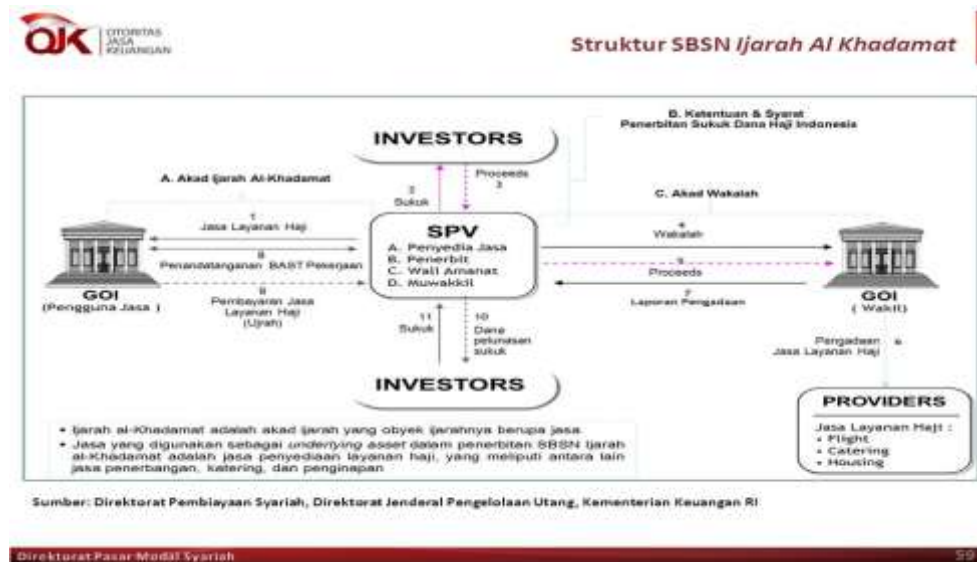 OJK
OTORITAS
JASA
KEUANGAN
Struktur SBSN Ijarah Al Khadamat
B. Ketentuan & Syarat
Penerbitan Sukuk Dana Haji Indonesia
INVESTORS
A. Akad Ijarah Al-Khadamat
C. Akad Wakalah
2
Sukuk
Proceeds
3
1
Jasa Layanan Haji
8
Penandatanganan BAST Pekerjaan
Pembayaran Jasa
Layanan Haji
(Ujrah)
GOI
(Pengguna Jasa )
SPV
A. Penyedia Jasa
B. Penerbit
C. Wali Amanat
D. Muwakkil
4
Wakalah
Proceeds
7
Laporan Pengadaan
GOI
( Wakil)
11
Sukuk
10
Dana
pelunasan
sukuk
Pengadaan
Jasa Layanan Haji
INVESTORS
PROVIDERS
Jasa Layanan Haji :
• Flight
• Catering
• Housing
• Ijarah al-Khadamat adalah akad ijarah yang obyek ijarahnya berupa jasa
• Jasa yang digunakan sebagai underlying asset dalam penerbitan SBSN Ijarah
al-Khadamat adalah jasa penyediaan layanan haji, yang meliputi antara lain
jasa penerbangan, katering, dan penginapan
Sumber: Direktorat Pembiayaan Syariah, Direktorat Jenderal Pengelolaan Utang, Kementerian Keuangan RI
Direktorat Pasar Modal Syariah
59